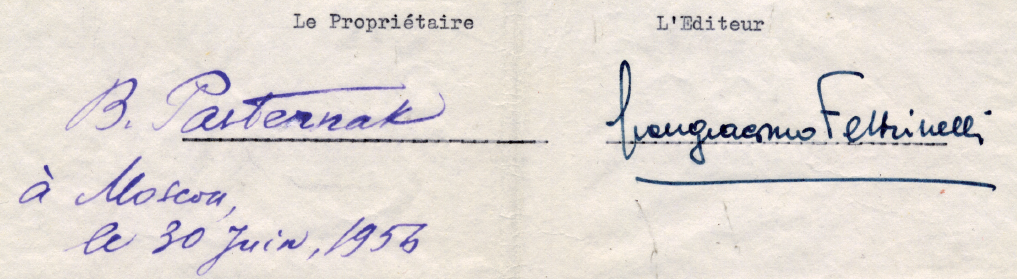 Le Propriétaire L'Editeur
B. Pasternak Giangiacomo Feltrinelli
à Moscou,
le 30 Juin, 1956